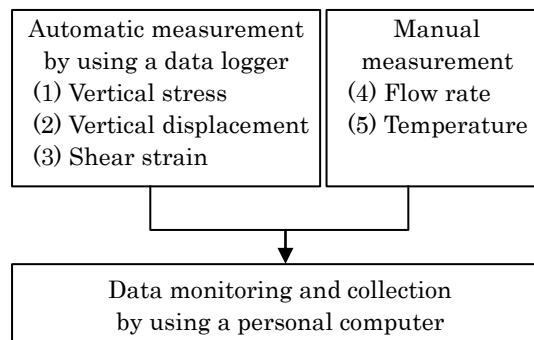 Automatic measurement
by using a data logger
(1) Vertical stress
(2) Vertical displacement
(3) Shear strain
Manual
measurement
(4) Flow rate
(5) Temperature
Data monitoring and collection
by using a personal computer